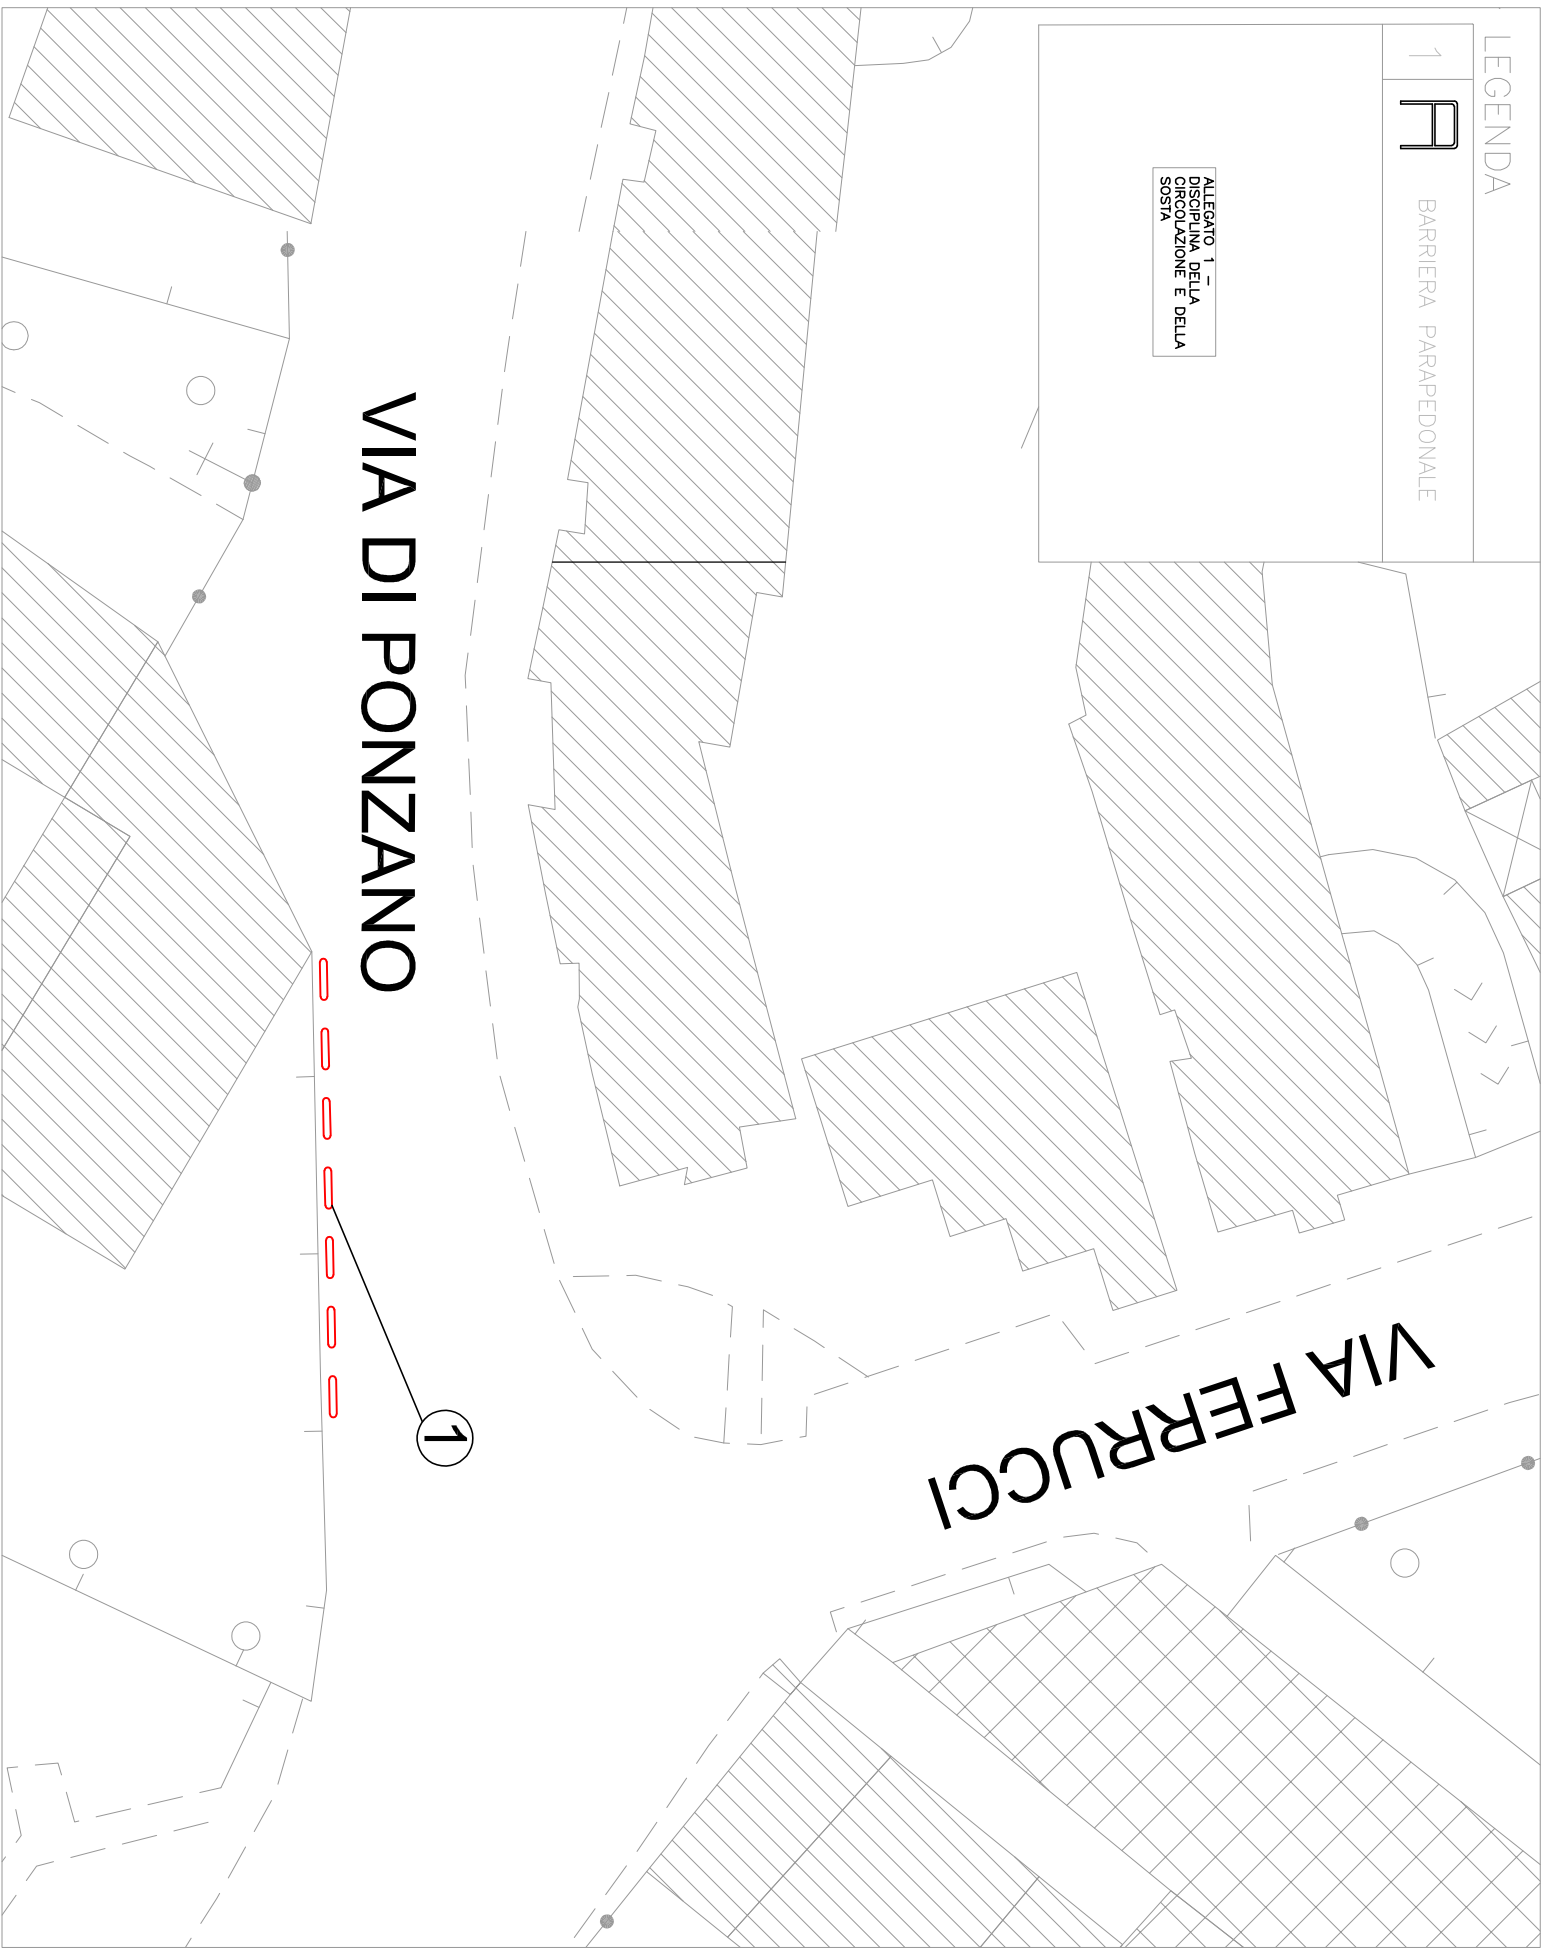 LEGENDA
1
BARRIERA PARAPEDONALE
ALLEGATO 1 –
DISCIPLINA DELLA
CIRCOLAZIONE E DELLA
SOSTA
VIA DI PONZANO
VIA FERRUCCI
1